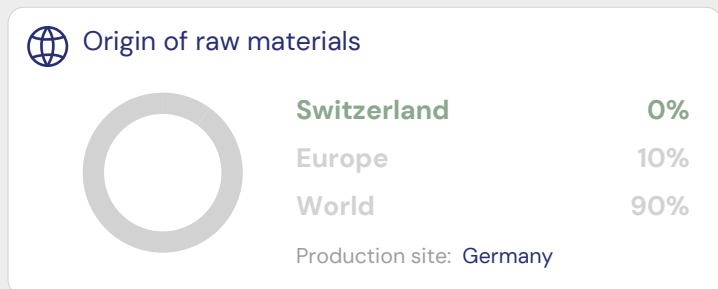 Origin of raw materials
Switzerland 0%
Europe 10%
World 90%
Production site: Germany